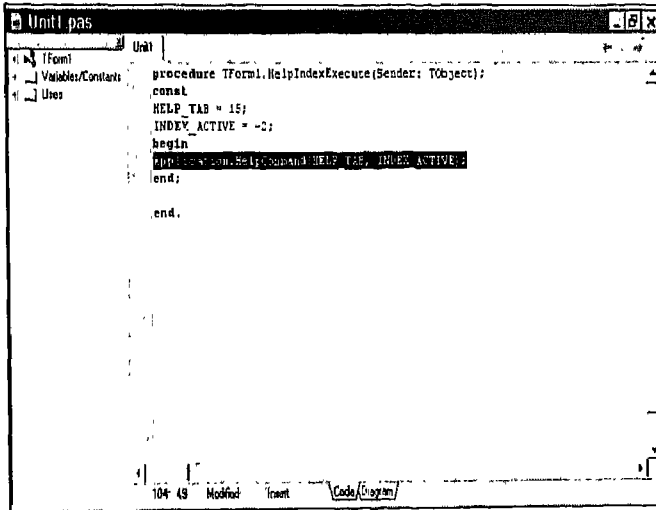 Unit1.pas
Unit1
TForm1
Variables/Constants
Uses
procedure TForm1.HelpIndexExecute(Sender: TObject);
const
HELP_TAB = 15;
INDEX_ACTIVE = -2;
begin
Application.HelpCommand(HELP_TAB, INDEX_ACTIVE);
end;
end.
104: 49 Modified Insert Code Diagram